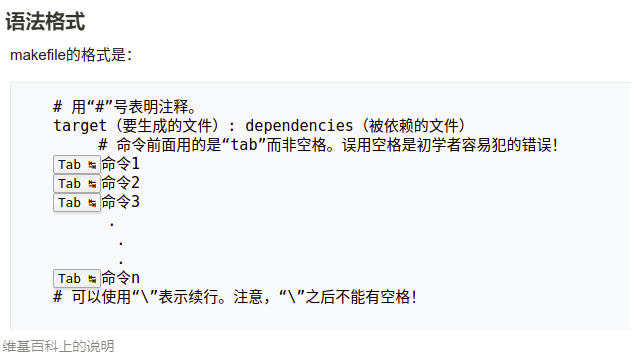 语法格式
makefile的格式是：
# 用“#”号表明注释。
target（要生成的文件）: dependencies（被依赖的文件）
# 命令前面用的是“tab”而非空格。误用空格是初学者容易犯的错误！
Tab ↹命令1
Tab ↹命令2
Tab ↹命令3
.
.
.
Tab ↹命令n
# 可以使用“\”表示续行。注意，“\”之后不能有空格！
维基百科上的说明